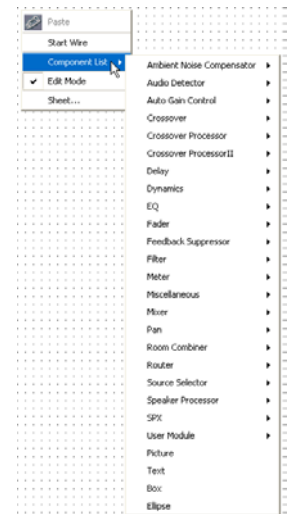 Paste
Start Wire
Component List
Edit Mode
Sheet...
Ambient Noise Compensator
Audio Detector
Auto Gain Control
Crossover
Crossover Processor
Crossover ProcessorII
Delay
Dynamics
EQ
Fader
Feedback Suppressor
Filter
Meter
Miscellaneous
Mixer
Pan
Room Combiner
Router
Source Selector
Speaker Processor
SPX
User Module
Picture
Text
Box
Ellipse